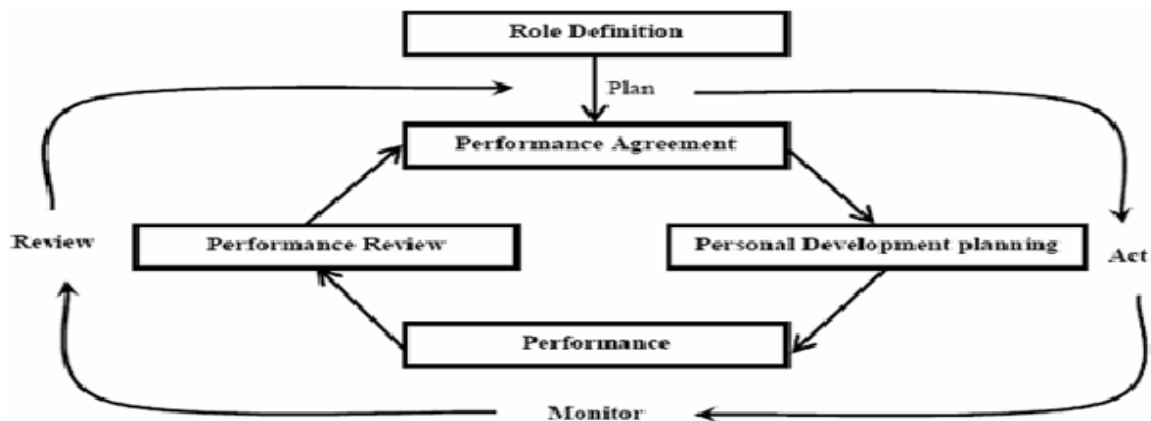 Role Definition
Plan
Performance Agreement
Review
Performance Review
Personal Development planning
Act
Performance
Monitor